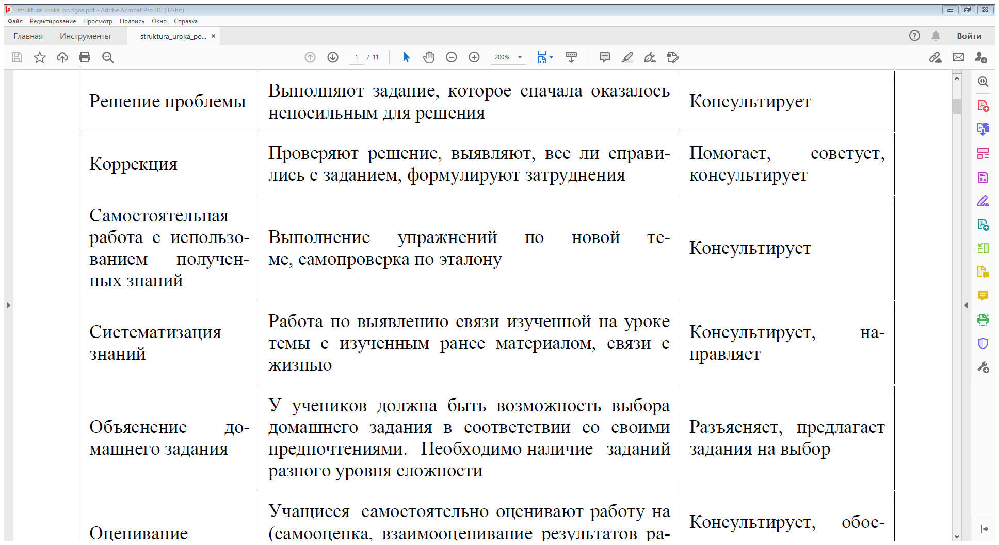 struktura_uroka_po_fgos.pdf - Adobe Acrobat Pro DC (32-bit)
Файл Редактирование Просмотр Подпись Окно Справка
Главная Инструменты struktura_uroka_po... × Войти
1 / 11 200%
Решение проблемы
Выполняют задание, которое сначала оказалось
непосильным для решения
Консультирует
Коррекция
Проверяют решение, выявляют, все ли справи-
лись с заданием, формулируют затруднения
Помогает, советует,
консультирует
Самостоятельная
работа с использо-
ванием получен-
ных знаний
Выполнение упражнений по новой те-
ме, самопроверка по эталону
Консультирует
Систематизация
знаний
Работа по выявлению связи изученной на уроке
темы с изученным ранее материалом, связи с
жизнью
Консультирует, на-
правляет
Объяснение до-
машнего задания
У учеников должна быть возможность выбора
домашнего задания в соответствии со своими
предпочтениями. Необходимо наличие заданий
разного уровня сложности
Разъясняет, предлагает
задания на выбор
Оценивание
Учащиеся самостоятельно оценивают работу на
(самооценка, взаимооценивание результатов ра-
Консультирует, обос-